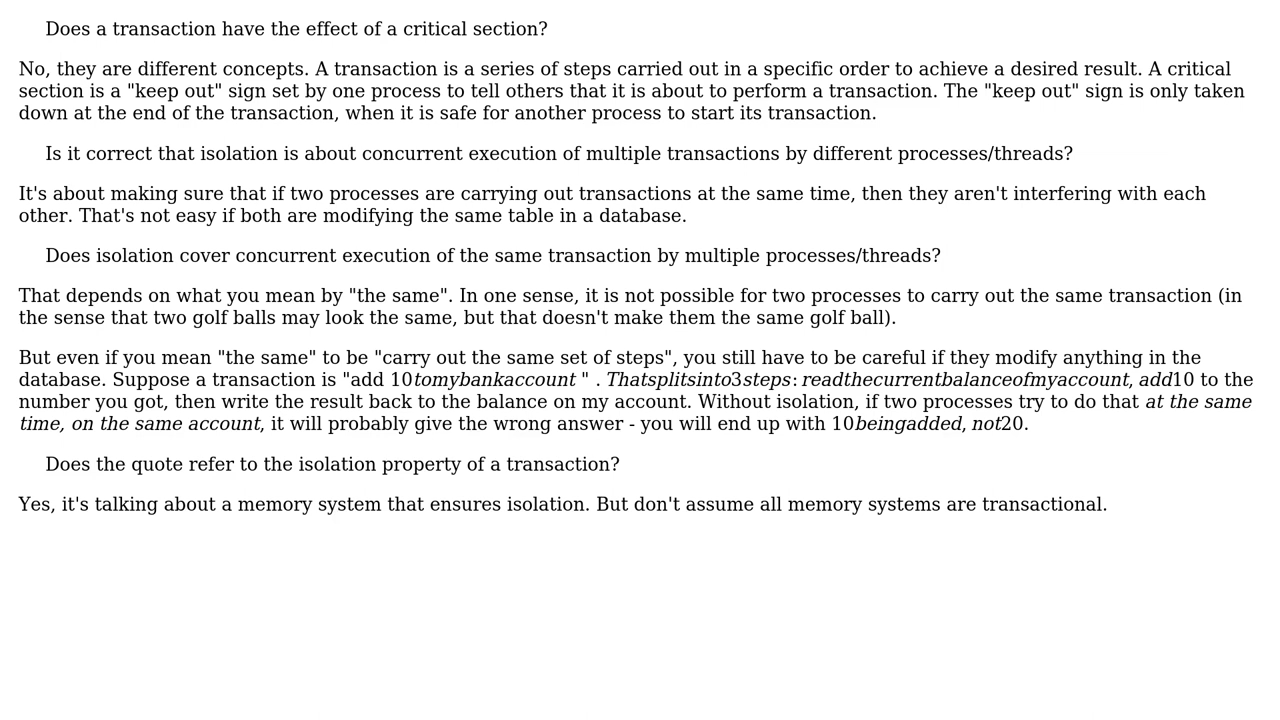 Does a transaction have the effect of a critical section?
No, they are different concepts. A transaction is a series of steps carried out in a specific order to achieve a desired result. A critical
section is a "keep out" sign set by one process to tell others that it is about to perform a transaction. The "keep out" sign is only taken
down at the end of the transaction, when it is safe for another process to start its transaction.
Is it correct that isolation is about concurrent execution of multiple transactions by different processes/threads?
It's about making sure that if two processes are carrying out transactions at the same time, then they aren't interfering with each
other. That's not easy if both are modifying the same table in a database.
Does isolation cover concurrent execution of the same transaction by multiple processes/threads?
That depends on what you mean by "the same". In one sense, it is not possible for two processes to carry out the same transaction (in
the sense that two golf balls may look the same, but that doesn't make them the same golf ball).
But even if you mean "the same" to be "carry out the same set of steps", you still have to be careful if they modify anything in the
database. Suppose a transaction is "add 10tomybankaccount " . Thatsplitsinto3steps: readthecurrentbalanceofmyaccount, add10 to the
number you got, then write the result back to the balance on my account. Without isolation, if two processes try to do that at the same
time, on the same account, it will probably give the wrong answer - you will end up with 10beingadded, not20.
Does the quote refer to the isolation property of a transaction?
Yes, it's talking about a memory system that ensures isolation. But don't assume all memory systems are transactional.